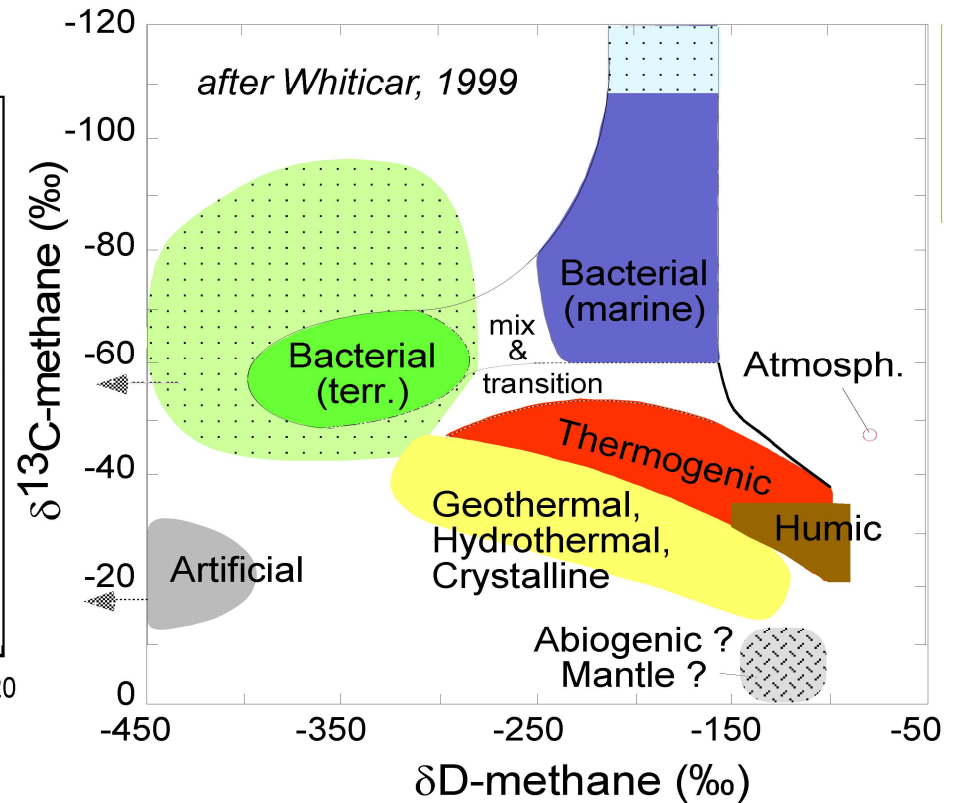 -120
after Whiticar, 1999
-100
-80
-60
-40
-20
0
δ13C-methane (‰)
Bacterial
(marine)
mix
&
transition
Bacterial
(terr.)
Atmosph.
Thermogenic
Geothermal,
Hydrothermal,
Crystalline
Humic
Artificial
Abiogenic ?
Mantle ?
20
-450
-350
-250
-150
-50
δD-methane (‰)